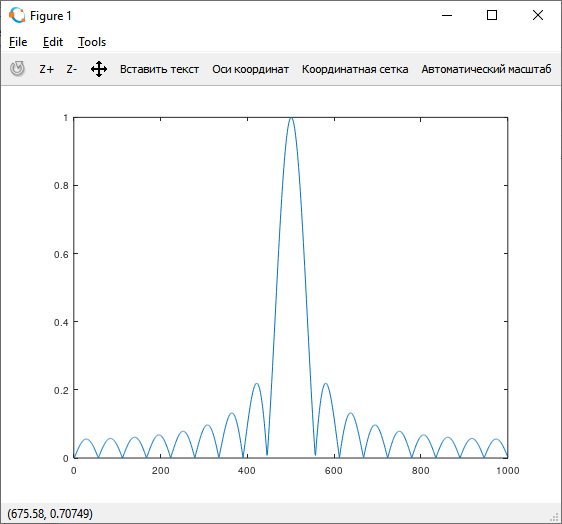 Figure 1
File Edit Tools
Z+ Z- Вставить текст Оси координат Координатная сетка Автоматический масштаб
1
0.8
0.6
0.4
0.2
0
0 200 400 600 800 1000
(675.58, 0.70749)